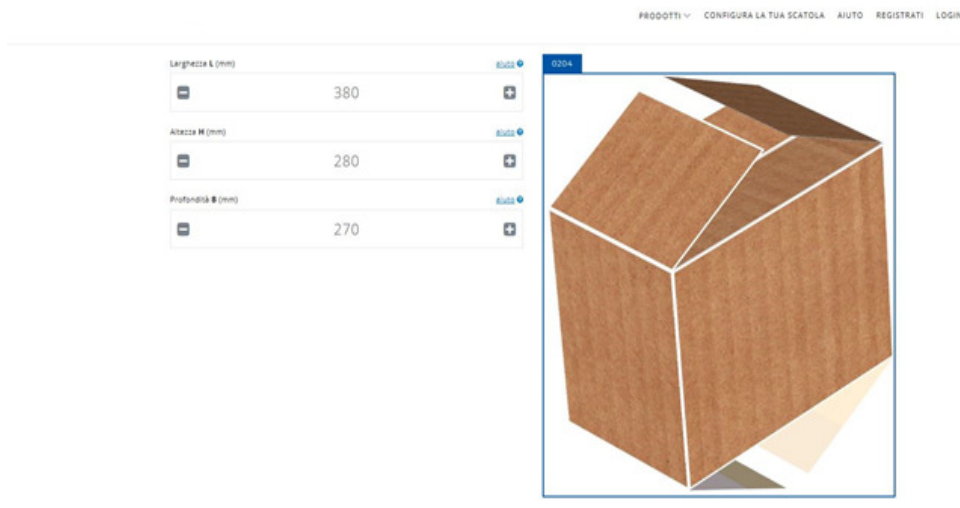 PRODOTTI CONFIGURA LA TUA SCATOLA AIUTO REGISTRATI LOGIN
Larghezza L (mm) aiuto
380
Altezza H (mm) aiuto
280
Profondità B (mm) aiuto
270
0204